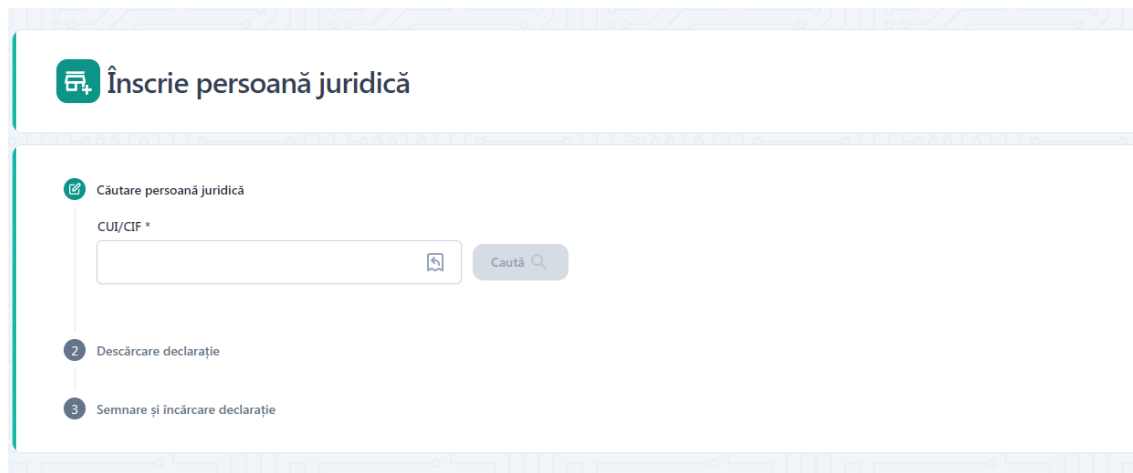 Înscrie persoană juridică
Căutare persoană juridică
CUI/CIF *
Caută
2 Descărcare declarație
3 Semnare și încărcare declarație